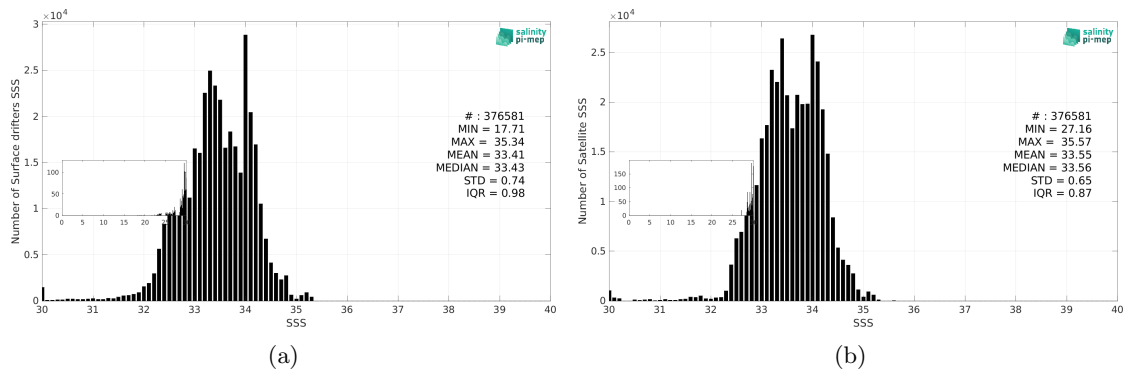 ×10⁴
3
2.5
2
1.5
1
0.5
0
Number of Surface drifters SSS
salinity
pi-mep
# : 376581
MIN = 17.71
MAX = 35.34
MEAN = 33.41
MEDIAN = 33.43
STD = 0.74
IQR = 0.98
100
50
0
0 5 10 15 20 25
30 31 32 33 34 35 36 37 38 39 40
SSS
(a)
×10⁴
2.5
2
1.5
1
0.5
0
Number of Satellite SSS
salinity
pi-mep
# : 376581
MIN = 27.16
MAX = 35.57
MEAN = 33.55
MEDIAN = 33.56
STD = 0.65
IQR = 0.87
150
100
50
0
0 5 10 15 20 25
30 31 32 33 34 35 36 37 38 39 40
SSS
(b)